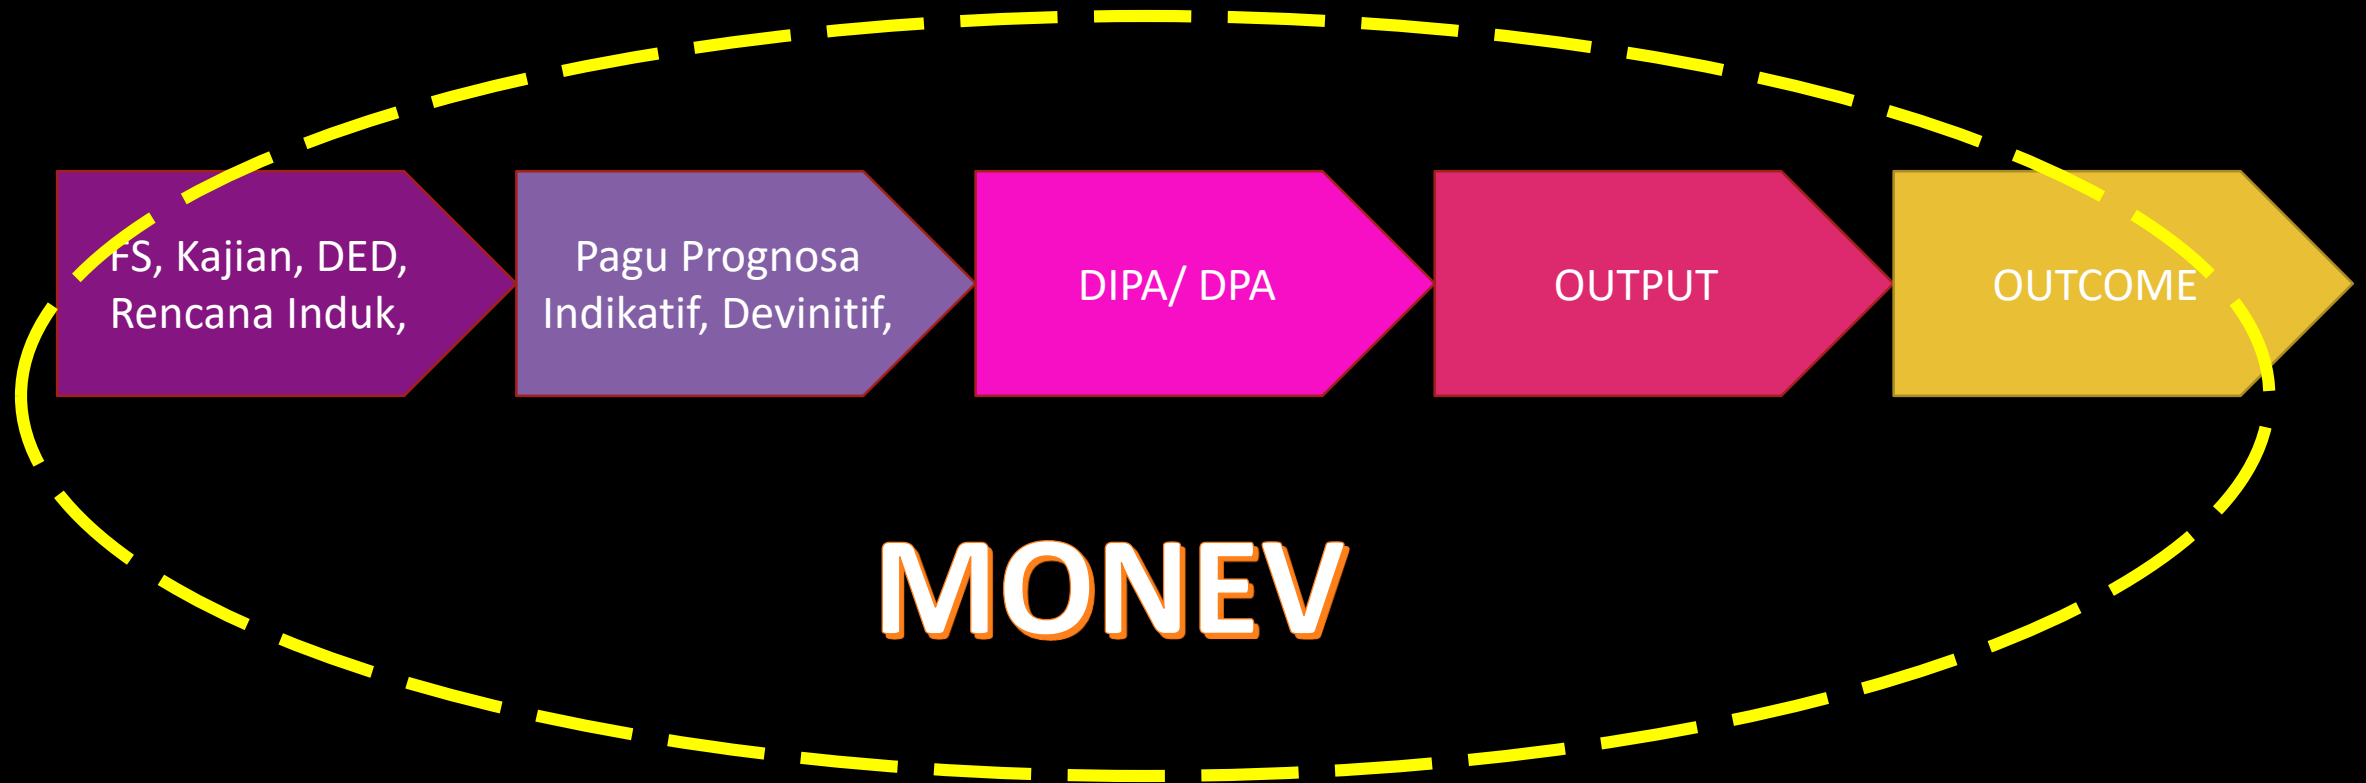 FS, Kajian, DED,
Rencana Induk,
Pagu Prognosa
Indikatif, Devinitif,
DIPA/ DPA
OUTPUT
OUTCOME
MONEV